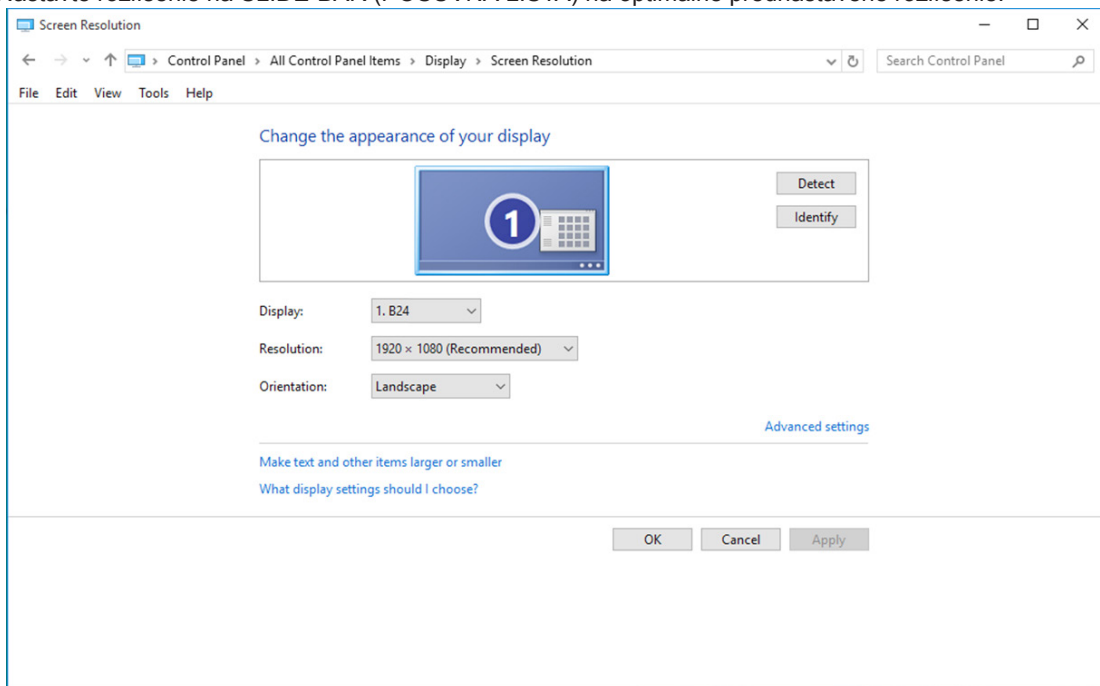 Screen Resolution
Control Panel > All Control Panel Items > Display > Screen Resolution
Search Control Panel
File Edit View Tools Help
Change the appearance of your display
1
Detect
Identify
Display: 1. B24
Resolution: 1920 × 1080 (Recommended)
Orientation: Landscape
Advanced settings
Make text and other items larger or smaller
What display settings should I choose?
OK Cancel Apply